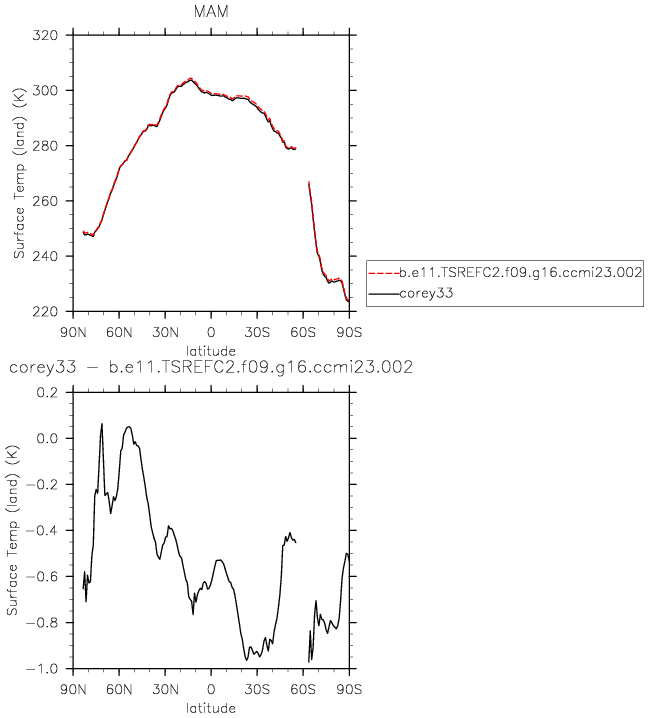 MAM
320
300
280
260
240
220
Surface Temp (land) (K)
90N 60N 30N 0 30S 60S 90S
latitude
b.e11.TSREFC2.f09.g16.ccmi23.002
corey33
corey33 − b.e11.TSREFC2.f09.g16.ccmi23.002
0.2
0.0
−0.2
−0.4
−0.6
−0.8
−1.0
Surface Temp (land) (K)
90N 60N 30N 0 30S 60S 90S
latitude